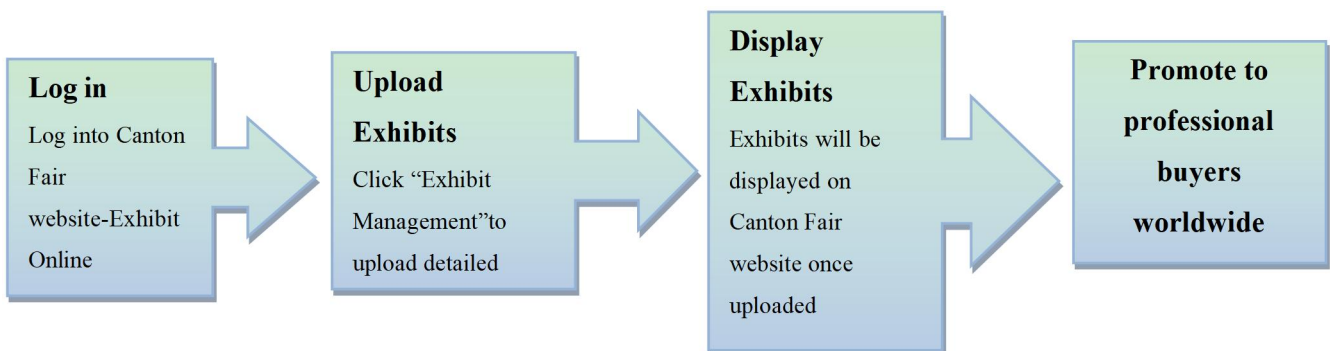 Log in
Log into Canton
Fair
website-Exhibit
Online
Upload
Exhibits
Click “Exhibit
Management”to
upload detailed
Display
Exhibits
Exhibits will be
displayed on
Canton Fair
website once
uploaded
Promote to
professional
buyers
worldwide